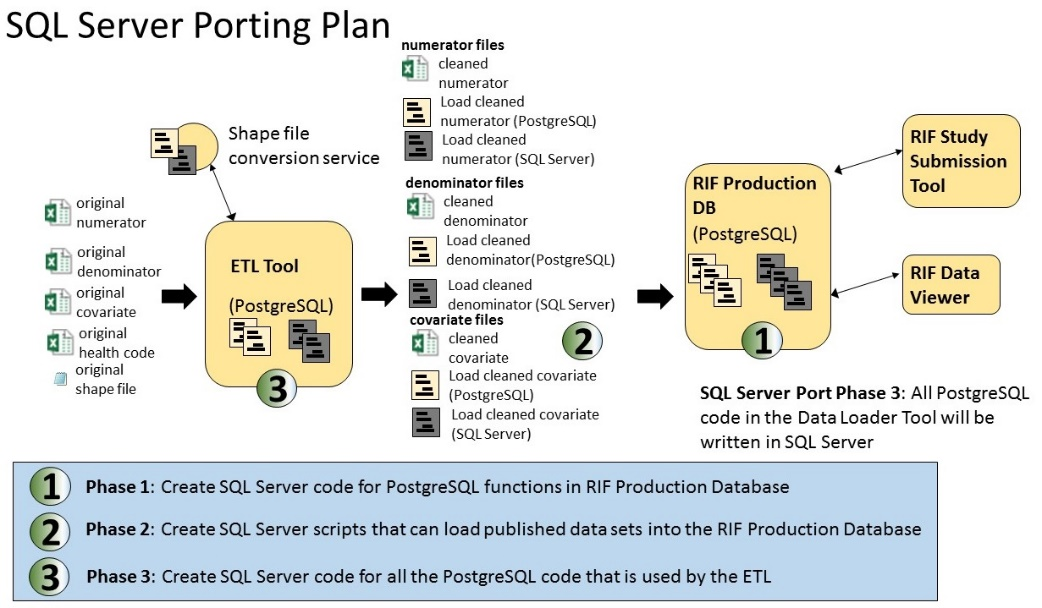 SQL Server Porting Plan
Shape file
conversion service
original
numerator
original
denominator
original
covariate
original
health code
original
shape file
ETL Tool
(PostgreSQL)
3
numerator files
cleaned
numerator
Load cleaned
numerator (PostgreSQL)
Load cleaned
numerator (SQL Server)
denominator files
cleaned
denominator
Load cleaned
denominator(PostgreSQL)
Load cleaned
denominator (SQL Server)
covariate files
cleaned
covariate
Load cleaned covariate
(PostgreSQL)
Load cleaned covariate
(SQL Server)
2
RIF Production
DB
(PostgreSQL)
1
RIF Study
Submission
Tool
RIF Data
Viewer
SQL Server Port Phase 3: All PostgreSQL
code in the Data Loader Tool will be
written in SQL Server
1 Phase 1: Create SQL Server code for PostgreSQL functions in RIF Production Database
2 Phase 2: Create SQL Server scripts that can load published data sets into the RIF Production Database
3 Phase 3: Create SQL Server code for all the PostgreSQL code that is used by the ETL